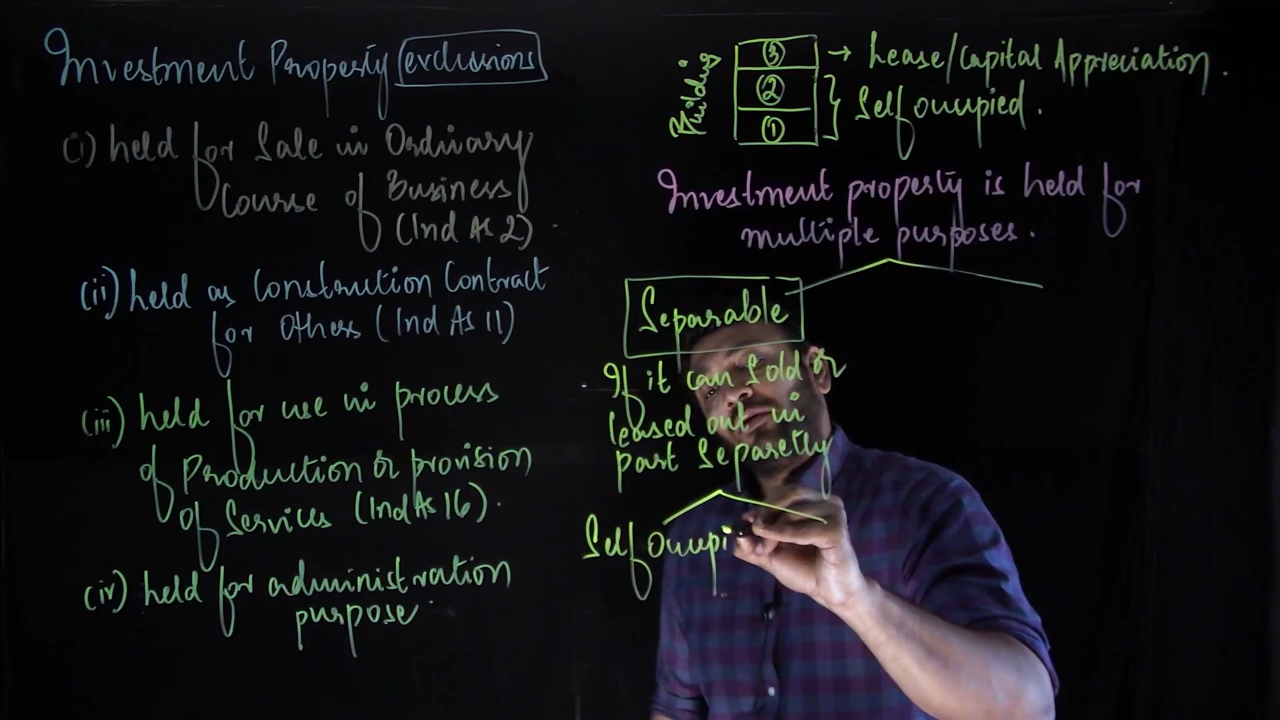 Investment Property exclusions
(i) held for Sale in Ordinary
Course of Business
(Ind As 2).
(ii) held as Construction Contract
for others (Ind As 11)
(iii) held for use in process
of Production or provision
of Services (Ind As 16).
(iv) held for administration
purpose.
Building
③ → Lease/Capital Appreciation.
②
①
Self occupied.
Investment property is held for
multiple purposes.
Separable
If it can Sold or
leased out in
part Separetly
Self Occupi